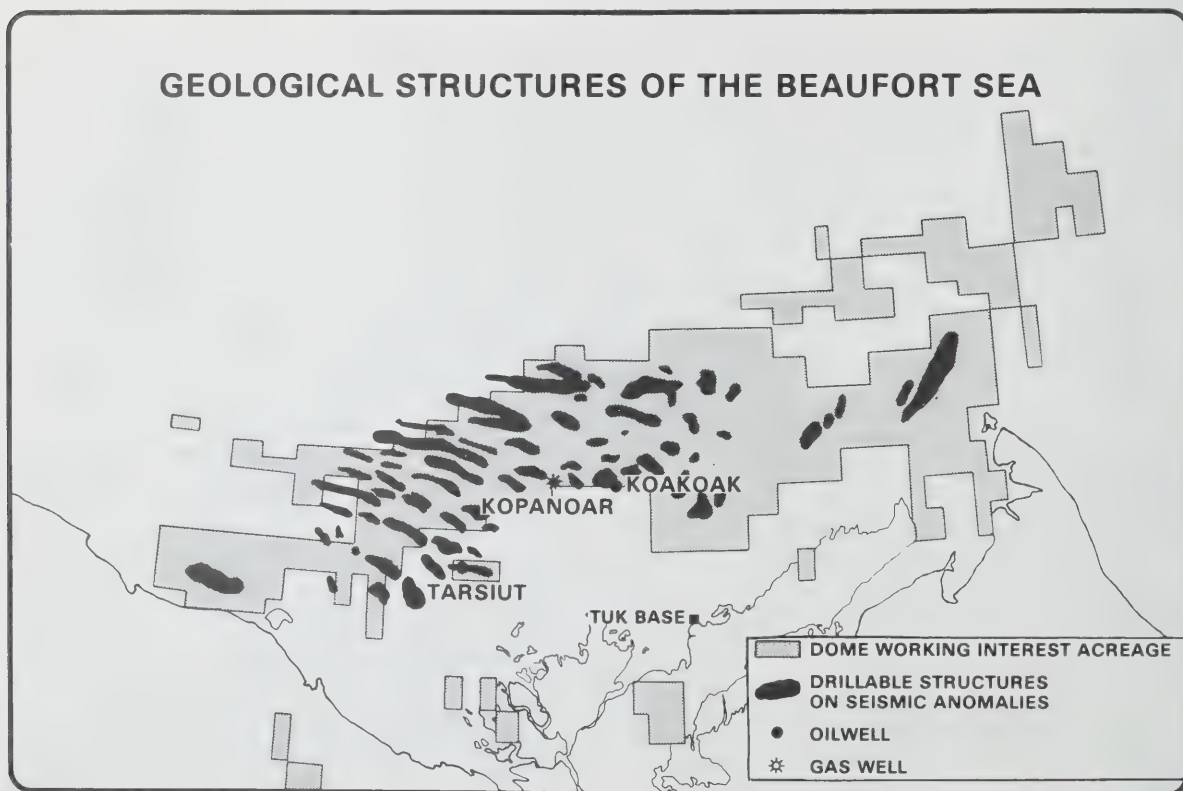 GEOLOGICAL STRUCTURES OF THE BEAUFORT SEA
KOAKOAK
KOPANOAR
TARSIUT
TUK BASE
DOME WORKING INTEREST ACREAGE
DRILLABLE STRUCTURES
ON SEISMIC ANOMALIES
OILWELL
GAS WELL